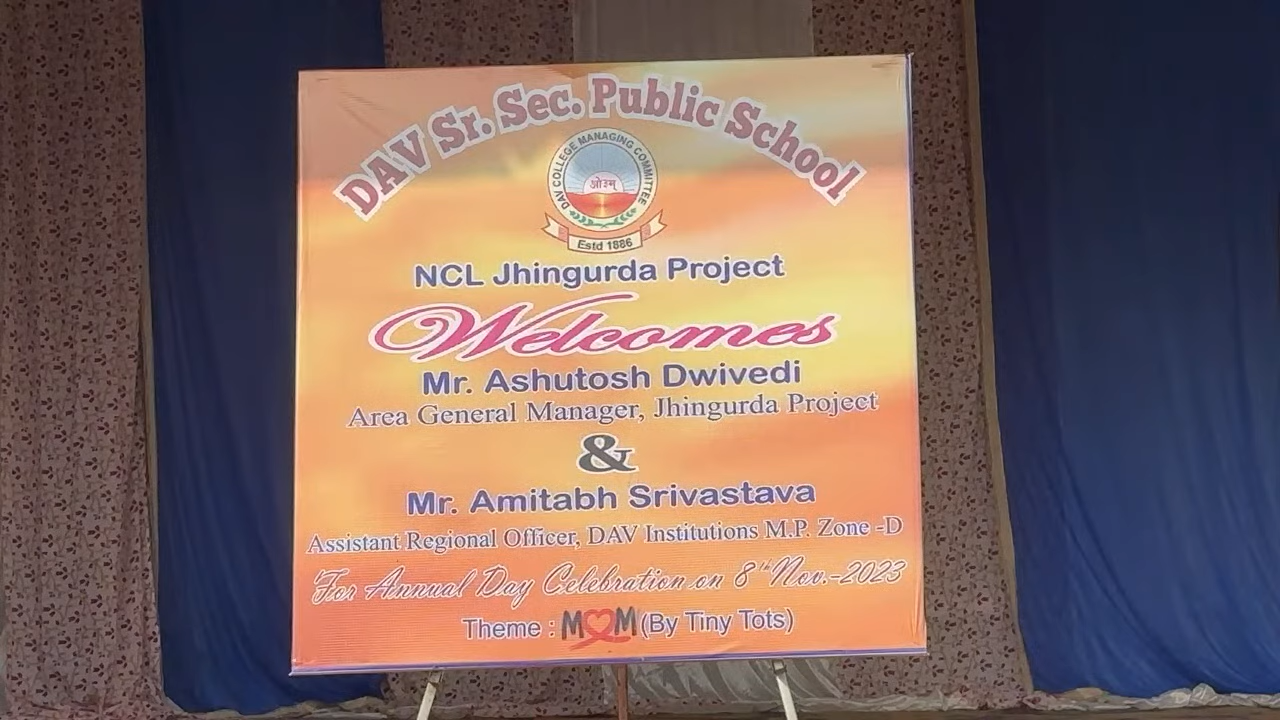 DAV Sr. Sec. Public School
DAV COLLEGE MANAGING COMMITTEE
ओ३म्
Estd 1886
NCL Jhingurda Project
Welcomes
Mr. Ashutosh Dwivedi
Area General Manager, Jhingurda Project
&
Mr. Amitabh Srivastava
Assistant Regional Officer, DAV Institutions M.P. Zone -D
For Annual Day Celebration on 8th Nov.-2023
Theme : MOM (By Tiny Tots)